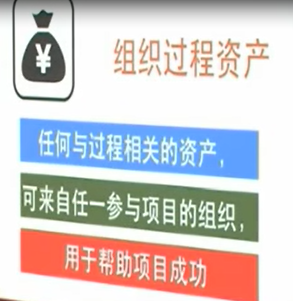 ¥
组织过程资产
任何与过程相关的资产，
可来自任一参与项目的组织，
用于帮助项目成功